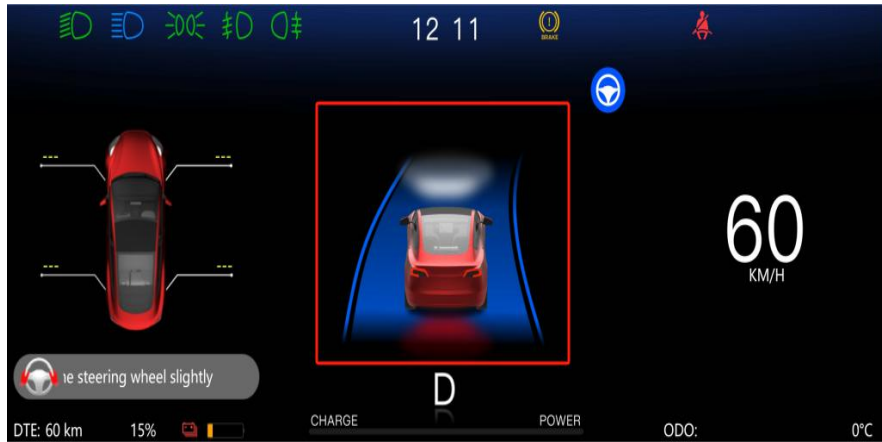 12 11
BRAKE
---
---
---
---
60
KM/H
ne steering wheel slightly
D
CHARGE
POWER
DTE: 60 km
15%
ODO:
0°C